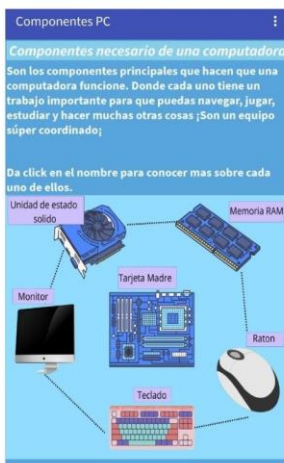 Componentes PC
Componentes necesario de una computadora
Son los componentes principales que hacen que una
computadora funcione. Donde cada uno tiene un
trabajo importante para que puedas navegar, jugar,
estudiar y hacer muchas otras cosas ¡Son un equipo
súper coordinado¡
Da click en el nombre para conocer mas sobre cada
uno de ellos.
Unidad de estado
solido
Memoria RAM
Tarjeta Madre
Monitor
Raton
Teclado